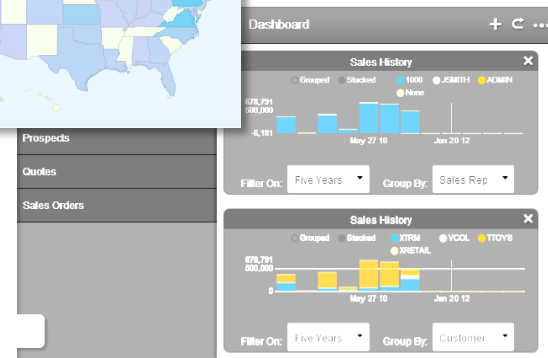 Dashboard
Sales History
Grouped Stacked 1000 JSMITH ADMIN
None
678,791
500,000
-6,181
May 27 10 Jan 20 12
Filter On: Five Years Group By: Sales Rep
Prospects
Quotes
Sales Orders
Sales History
Grouped Stacked XTRM VCOL TTOYS
XRETAIL
678,791
600,000
0
May 27 10 Jan 20 12
Filter On: Five Years Group By: Customer